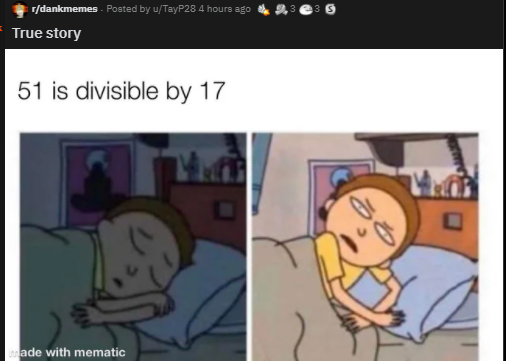 r/dankmemes · Posted by u/TayP28 4 hours ago 3 3 S
True story
51 is divisible by 17
made with mematic